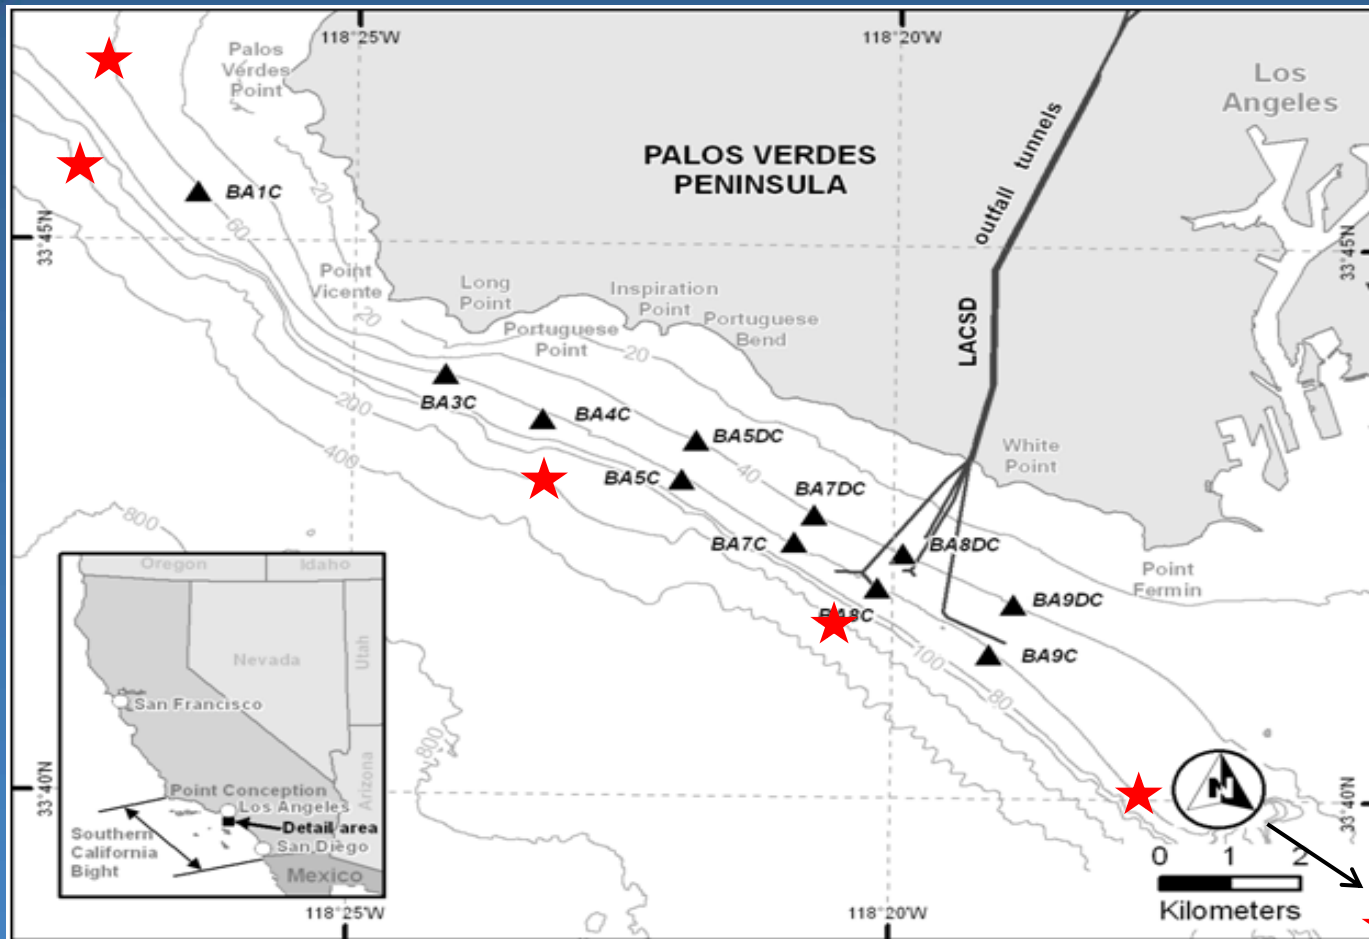 118°25'W
118°20'W
Palos
Verdes
Point
Los
Angeles
outfall tunnels
PALOS VERDES
PENINSULA
BA1C
20
60
33°45'N
33°45'N
Point
Vicente
Long
Point
Inspiration
Point
Portuguese
Bend
LACSD
20
Portuguese
Point
20
BA3C
200
BA4C
BA5DC
400
White
Point
BA5C
40
BA7DC
800
BA7C
BA8DC
Point
Fermin
BA9DC
BA8C
BA9C
100
80
800
Oregon
Idaho
Nevada
Utah
San Francisco
Arizona
Point Conception
Los Angeles
Detail area
Southern
California
Bight
San Diego
Mexico
33°40'N
33°40'N
N
0 1 2
Kilometers
118°25'W
118°20'W